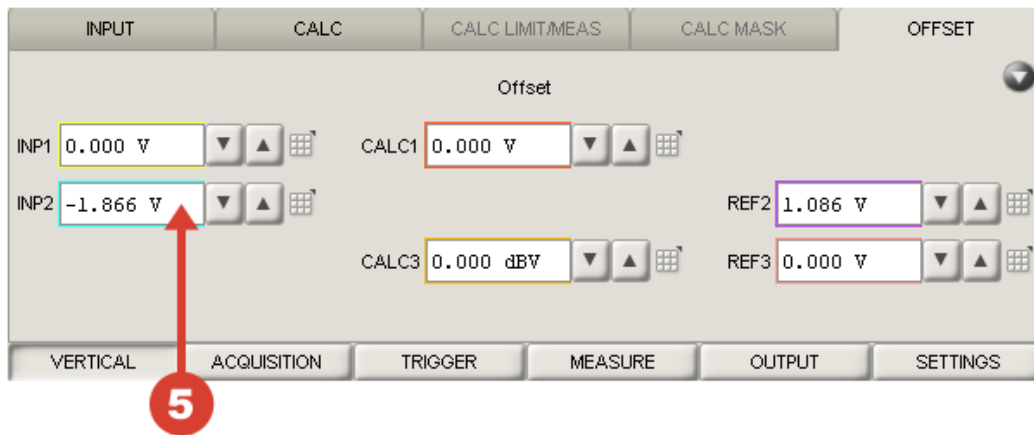 INPUT CALC CALC LIMIT/MEAS CALC MASK OFFSET
Offset
INP1 0.000 V CALC1 0.000 V
INP2 -1.866 V REF2 1.086 V
CALC3 0.000 dBV REF3 0.000 V
VERTICAL ACQUISITION TRIGGER MEASURE OUTPUT SETTINGS
5